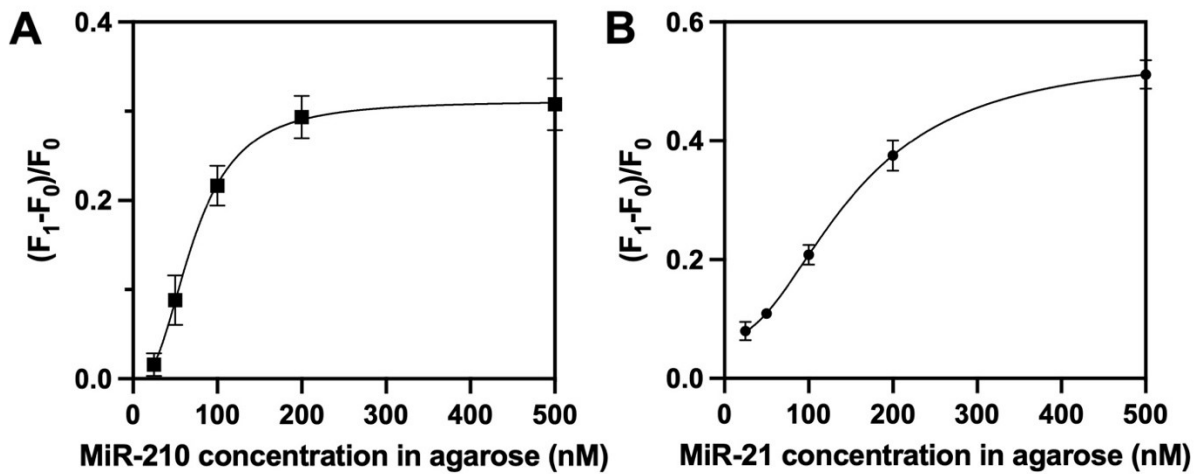 A
0.4
0.2
0.0
(F₁-F₀)/F₀
0 100 200 300 400 500
MiR-210 concentration in agarose (nM)
B
0.6
0.4
0.2
0.0
(F₁-F₀)/F₀
0 100 200 300 400 500
MiR-21 concentration in agarose (nM)